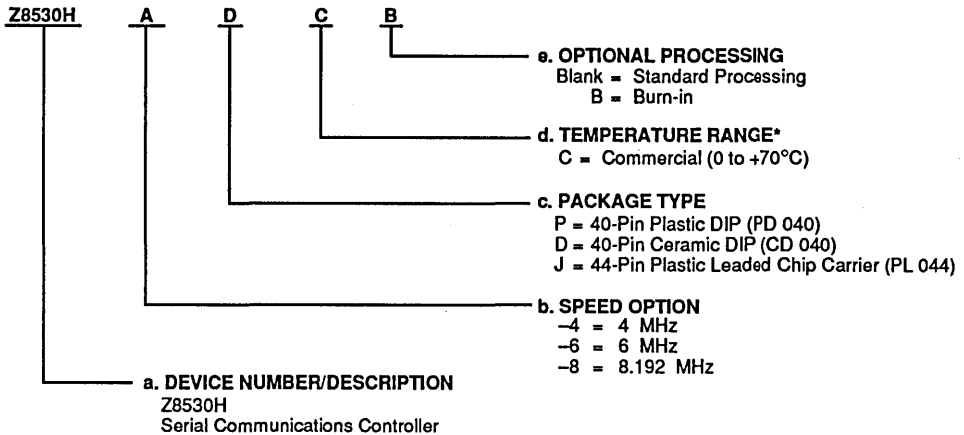 Z8530H A D C B
e. OPTIONAL PROCESSING
Blank = Standard Processing
B = Burn-in
d. TEMPERATURE RANGE*
C = Commercial (0 to +70°C)
c. PACKAGE TYPE
P = 40-Pin Plastic DIP (PD 040)
D = 40-Pin Ceramic DIP (CD 040)
J = 44-Pin Plastic Leaded Chip Carrier (PL 044)
b. SPEED OPTION
–4 = 4 MHz
–6 = 6 MHz
–8 = 8.192 MHz
a. DEVICE NUMBER/DESCRIPTION
Z8530H
Serial Communications Controller